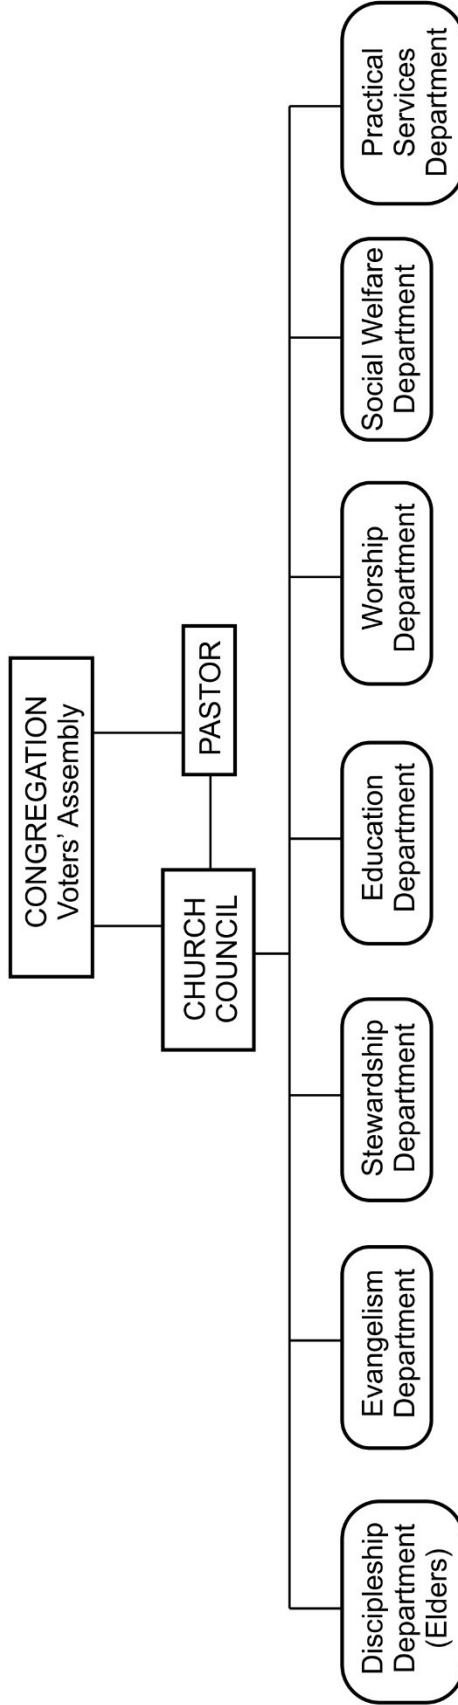 CONGREGATION
Voters’ Assembly
CHURCH
COUNCIL
PASTOR
Discipleship
Department
(Elders)
Evangelism
Department
Stewardship
Department
Education
Department
Worship
Department
Social Welfare
Department
Practical
Services
Department